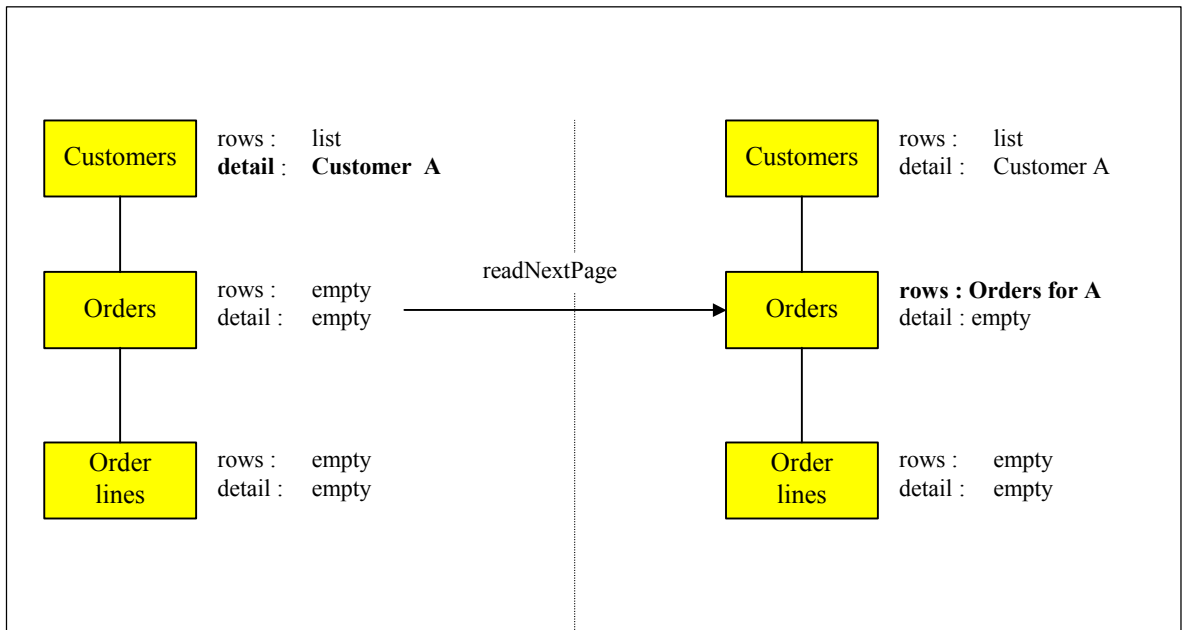 Customers
rows : list
detail : Customer A
Orders
rows : empty
detail : empty
Order
lines
rows : empty
detail : empty
readNextPage
Customers
rows : list
detail : Customer A
Orders
rows : Orders for A
detail : empty
Order
lines
rows : empty
detail : empty